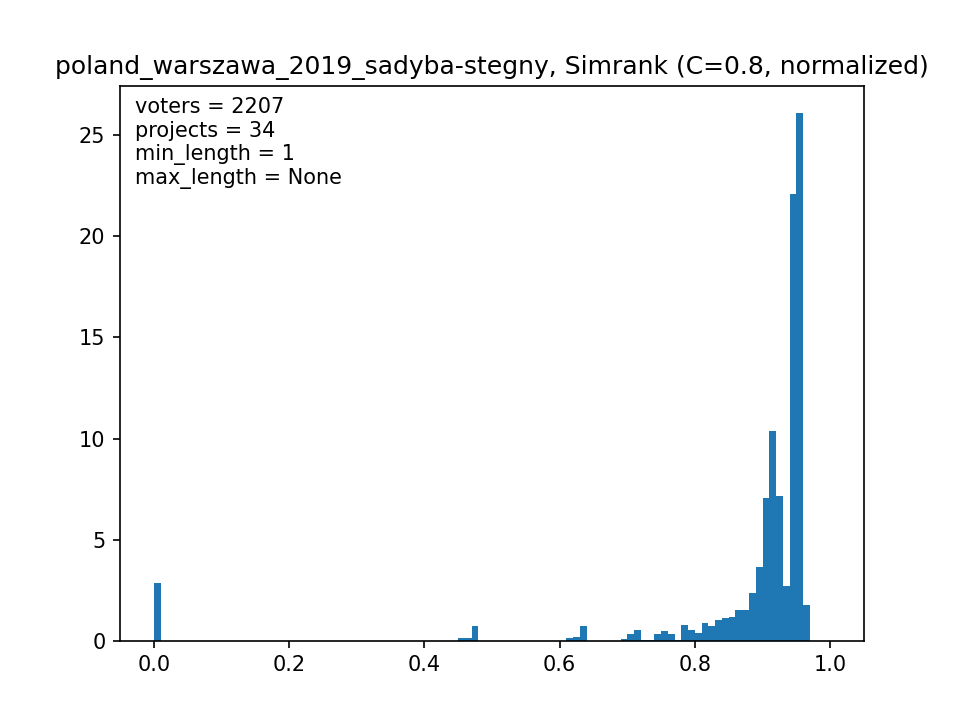 poland_warszawa_2019_sadyba-stegny, Simrank (C=0.8, normalized)
voters = 2207
projects = 34
min_length = 1
max_length = None
25
20
15
10
5
0
0.0 0.2 0.4 0.6 0.8 1.0